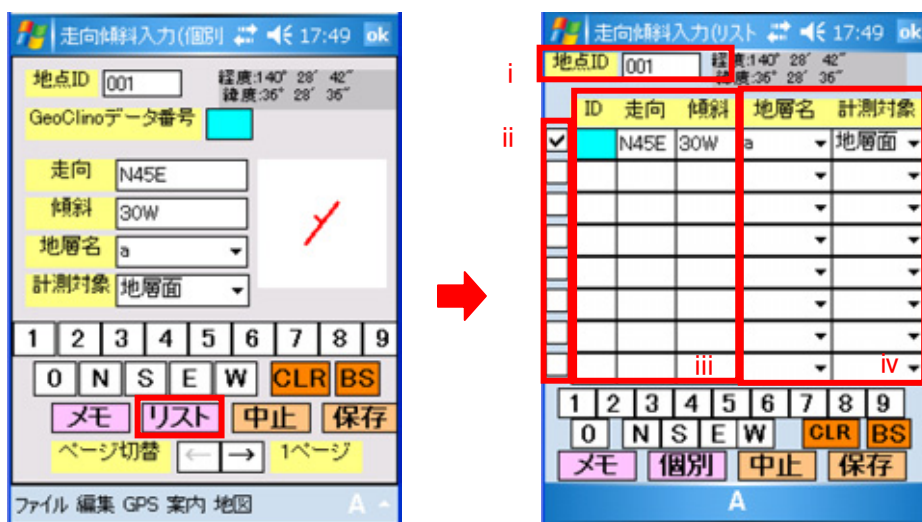 走向傾斜入力(個別 17:49 ok
地点ID 001 経度:140° 28′ 42″
緯度:36° 28′ 36″
GeoClinoデータ番号
走向 N45E
傾斜 30W
地層名 a
計測対象 地層面
1 2 3 4 5 6 7 8 9
0 N S E W CLR BS
メモ リスト 中止 保存
ページ切替 ← → 1ページ
ファイル 編集 GPS 案内 地図 A
走向傾斜入力(リスト 17:49 ok
i 地点ID 001 経度:140° 28′ 42″
緯度:36° 28′ 36″
ID 走向 傾斜 地層名 計測対象
ii N45E 30W a 地層面
iii iv
1 2 3 4 5 6 7 8 9
0 N S E W CLR BS
メモ 個別 中止 保存
A